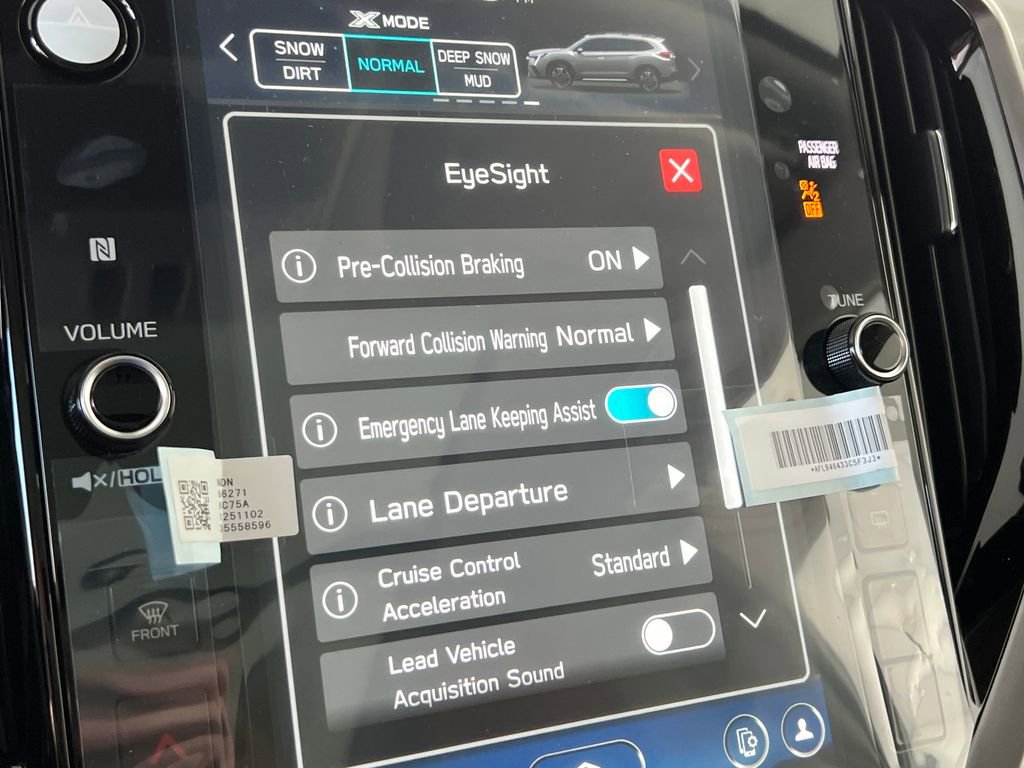 X MODE
SNOW
DIRT
NORMAL
DEEP SNOW
MUD
EyeSight
PASSENGER
AIR BAG
OFF
Pre-Collision Braking ON
VOLUME
TUNE
Forward Collision Warning Normal
Emergency Lane Keeping Assist
Lane Departure
Cruise Control
Acceleration
Standard
Lead Vehicle
Acquisition Sound
FRONT